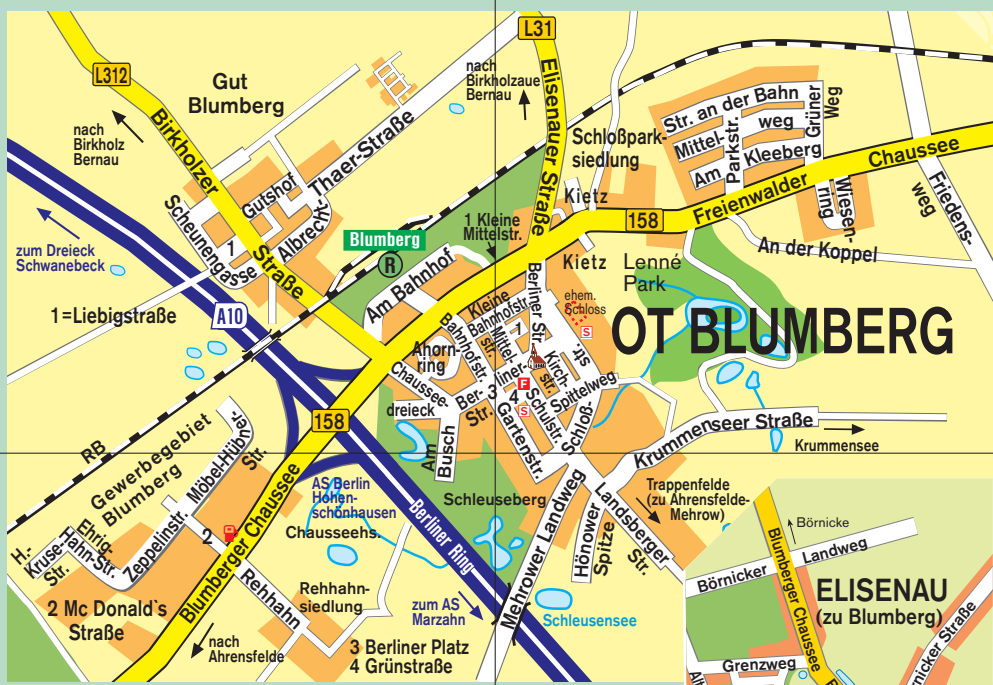 L312
L31
nach
Birkholz
Bernau
Gut
Blumberg
nach
Birkholzaue
Bernau
Birkholzer
Straße
Elisenauer Straße
Schloßpark-
siedlung
Str. an der Bahn
Mittel-
weg
Am
Kleeberg
Parkstr.
Grüner
Weg
Wiesen-
ring
Freienwalder
Chaussee
Friedens-
weg
An der Koppel
Scheunengasse
Gutshof
Albrecht-Thaer-Straße
1
zum Dreieck
Schwanebeck
1=Liebigstraße
A10
Blumberg
R
Am Bahnhof
1 Kleine
Mittelstr.
Kietz
Kietz
158
Lenné
Park
ehem.
Schloss
S
OT BLUMBERG
Berliner Str.
Kleine
Bahnhofstr.
Bahnhofstr.
Mittel-
str.
1
Ahorn-
ring
Chaussee-
dreieck
Ber-
liner-
Str.
3
4
F
S
Kirch-
str.
Schulstr.
Gartenstr.
Schloß-
str.
Spittelweg
Am
Busch
158
RB
Gewerbegebiet
Blumberg
Möbel-Hübner-
Str.
Zeppelinstr.
H.-
Kruse-
Str.
Ehrig-
Hahn-Str.
2
2 Mc Donald`s
Straße
Blumberger Chaussee
nach
Ahrensfelde
Rehhahn
Rehhahn-
siedlung
AS Berlin
Hohen-
schönhausen
Chausseehs.
Schleuseberg
Berliner Ring
zum AS
Marzahn
3 Berliner Platz
4 Grünstraße
Mehrower Landweg
Hönower
Spitze
Landsberger
Str.
Schleusensee
Trappenfelde
(zu Ahrensfelde-
Mehrow)
Krummenseer Straße
Krummensee
Börnicke
Börnicker
Landweg
Blumberger Chaussee
ELISENAU
(zu Blumberg)
Grenzweg
nicker Straße